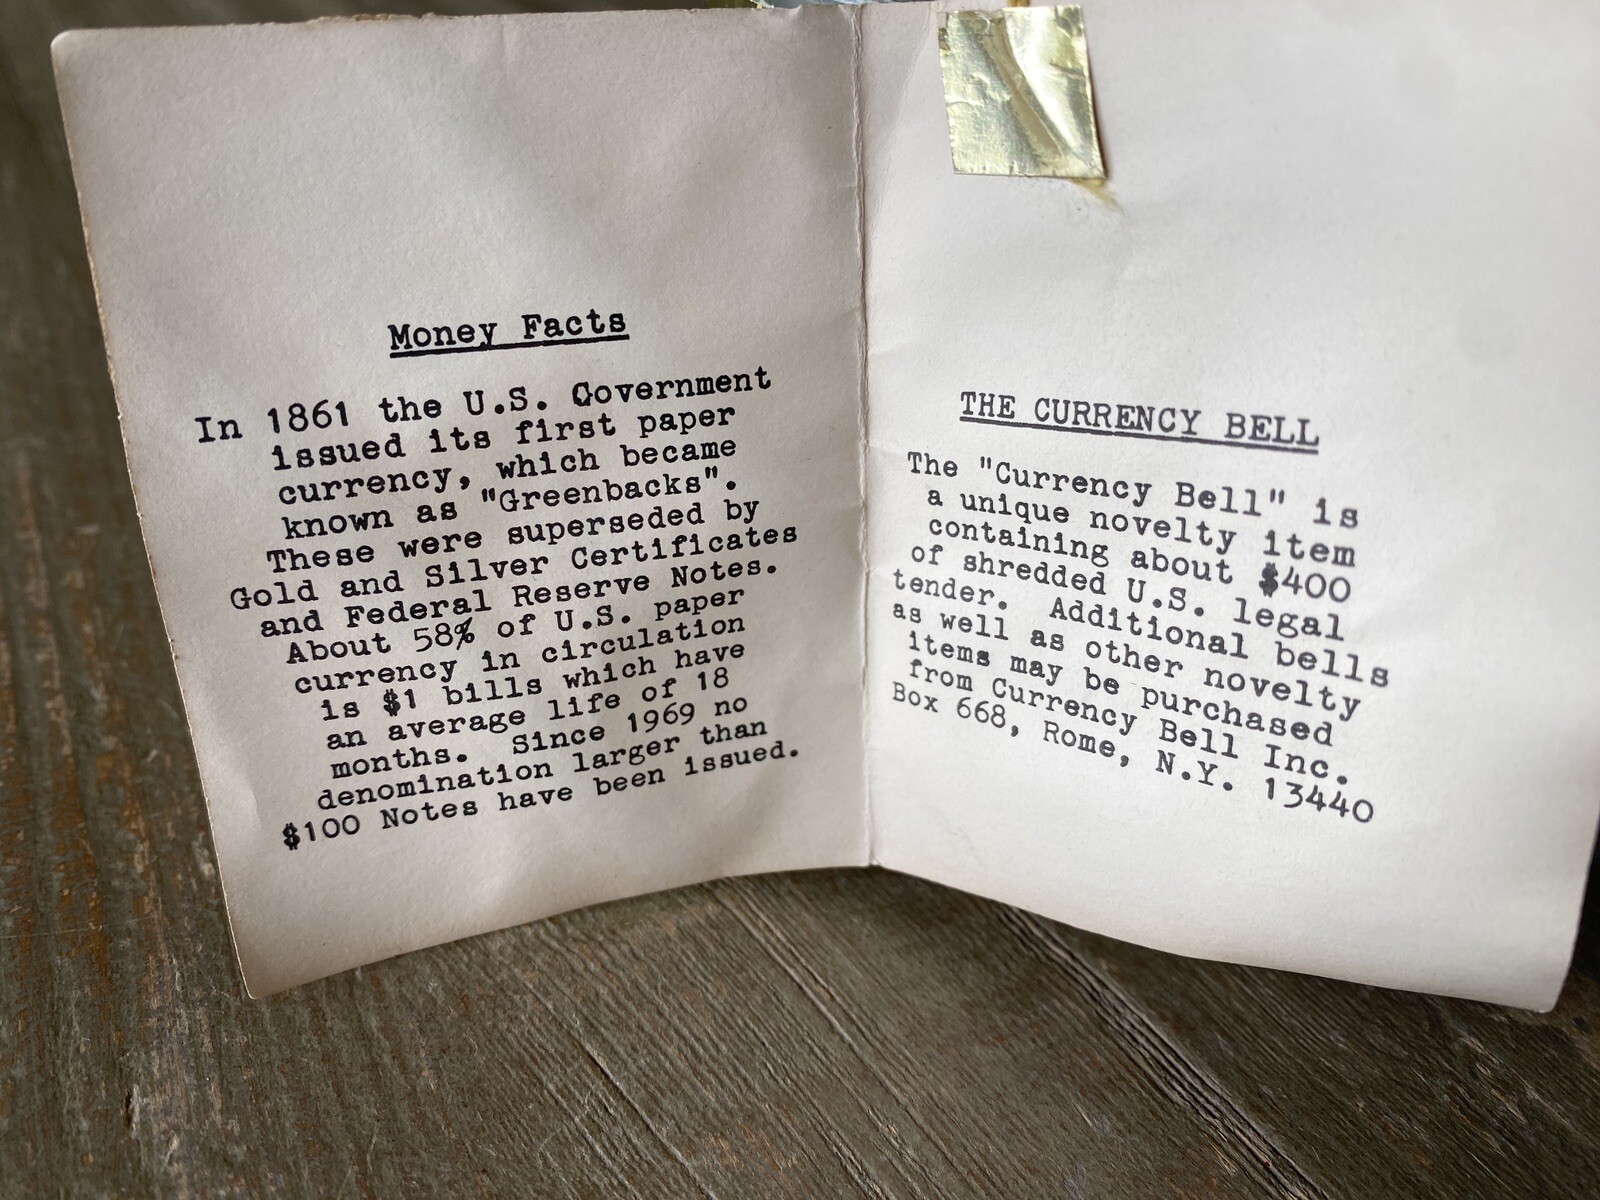 Money Facts
In 1861 the U.S. Government
issued its first paper
currency, which became
known as "Greenbacks".
These were superseded by
Gold and Silver Certificates
and Federal Reserve Notes.
About 58% of U.S. paper
currency in circulation
is $1 bills which have
an average life of 18
months. Since 1969 no
denomination larger than
$100 Notes have been issued.
THE CURRENCY BELL
The "Currency Bell" is
a unique novelty item
containing about $400
of shredded U.S. legal
tender. Additional bells
as well as other novelty
items may be purchased
from Currency Bell Inc.
Box 668, Rome, N.Y. 13440